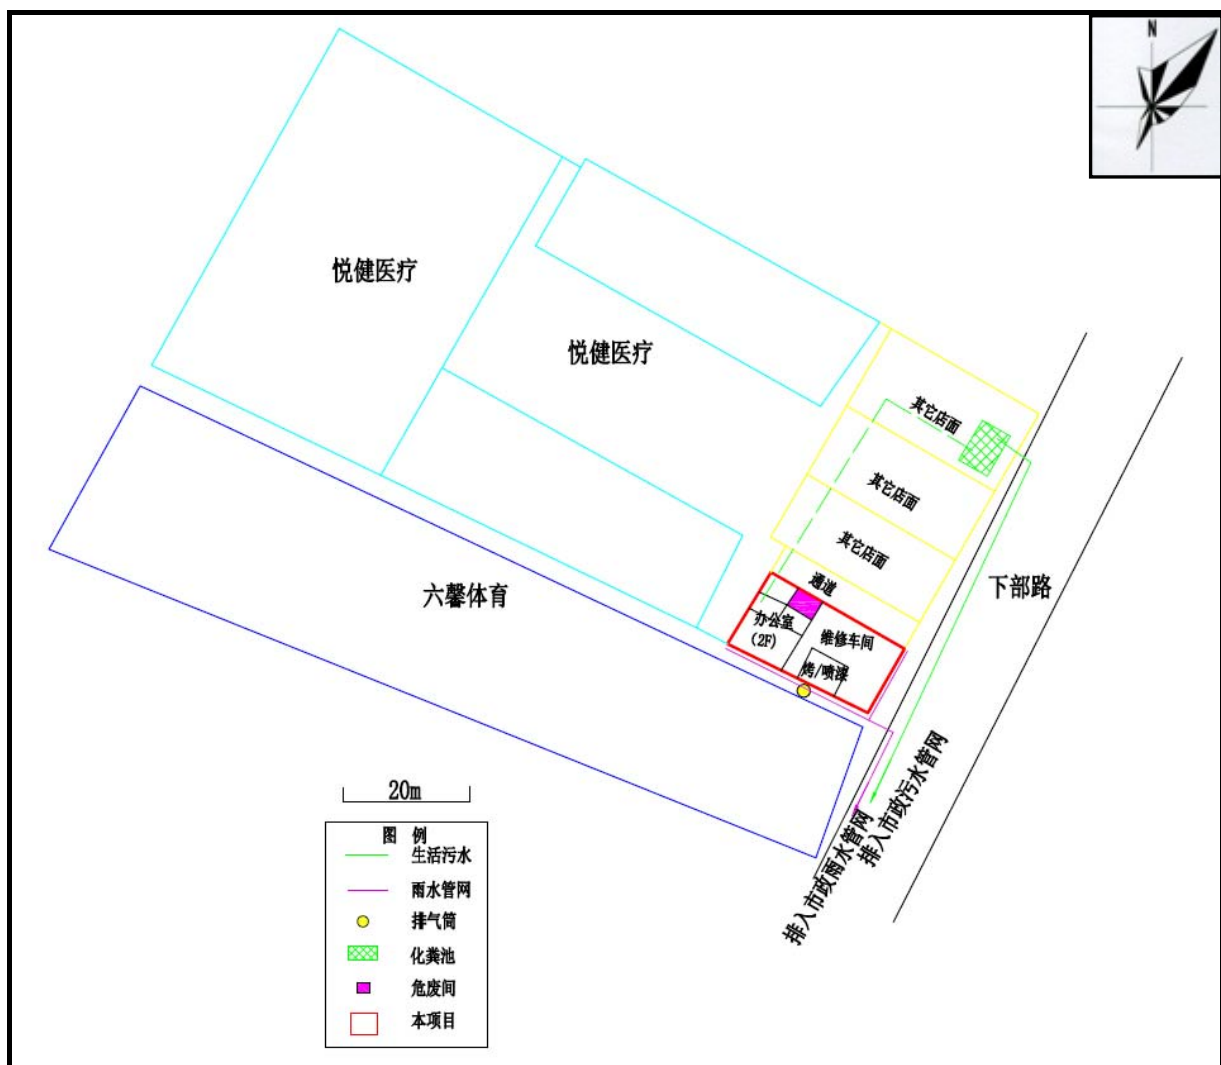 N
悦健医疗
悦健医疗
其它店面
其它店面
其它店面
通道
下部路
六馨体育
办公室
(2F)
维修车间
烤/喷漆
排入市政污水管网
排入市政雨水管网
20m
图 例
生活污水
雨水管网
排气筒
化粪池
危废间
本项目